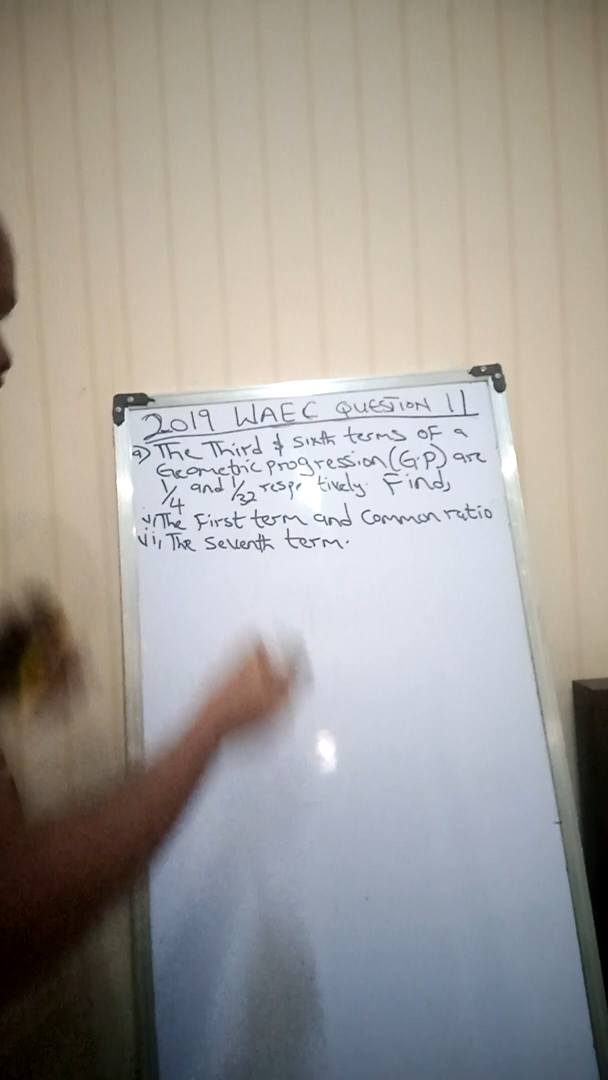 2019 WAEC QUESTION 11
a) The Third & sixth terms of a
Geometric progression (G.P) are
1/4 and 1/32 respectively. Find,
i, The First term and Common ratio
ii, The Seventh term.